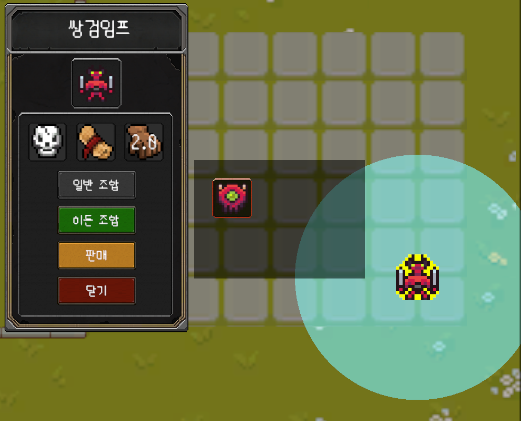 쌍검임프
2.0
일반 조합
히든 조합
판매
닫기